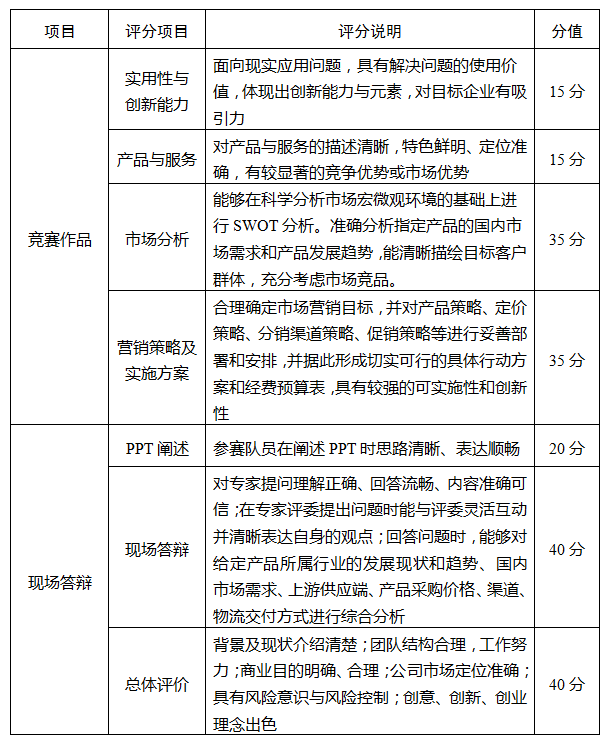 项目 评分项目 评分说明 分值
竞赛作品
实用性与
创新能力
面向现实应用问题，具有解决问题的使用价
值，体现出创新能力与元素，对目标企业有吸
引力
15 分
产品与服务
对产品与服务的描述清晰，特色鲜明、定位准
确，有较显著的竞争优势或市场优势
15 分
市场分析
能够在科学分析市场宏微观环境的基础上进
行 SWOT 分析。准确分析指定产品的国内市
场需求和产品发展趋势，能清晰描绘目标客户
群体，充分考虑市场竞品。
35 分
营销策略及
实施方案
合理确定市场营销目标，并对产品策略、定价
策略、分销渠道策略、促销策略等进行妥善部
署和安排，并据此形成切实可行的具体行动方
案和经费预算表，具有较强的可实施性和创新
性
35 分
现场答辩
PPT 阐述
参赛队员在阐述 PPT 时思路清晰、表达顺畅
20 分
现场答辩
对专家提问理解正确、回答流畅、内容准确可
信；在专家评委提出问题时能与评委灵活互动
并清晰表达自身的观点；回答问题时，能够对
给定产品所属行业的发展现状和趋势、国内
市场需求、上游供应端、产品采购价格、渠道、
物流交付方式进行综合分析
40 分
总体评价
背景及现状介绍清楚；团队结构合理，工作努
力；商业目的明确、合理；公司市场定位准确；
具有风险意识与风险控制；创意、创新、创业
理念出色
40 分